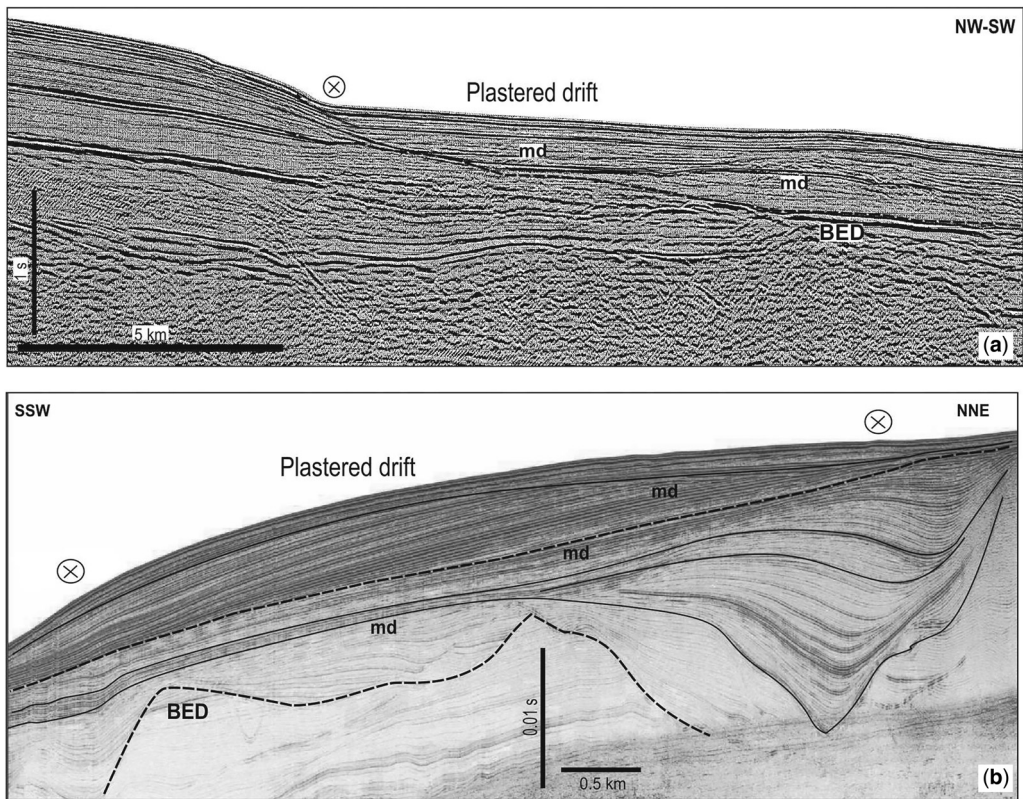 NW-SW
Plastered drift
md
md
BED
1 s
5 km
(a)
SSW
NNE
Plastered drift
md
md
md
BED
0.01 s
0.5 km
(b)